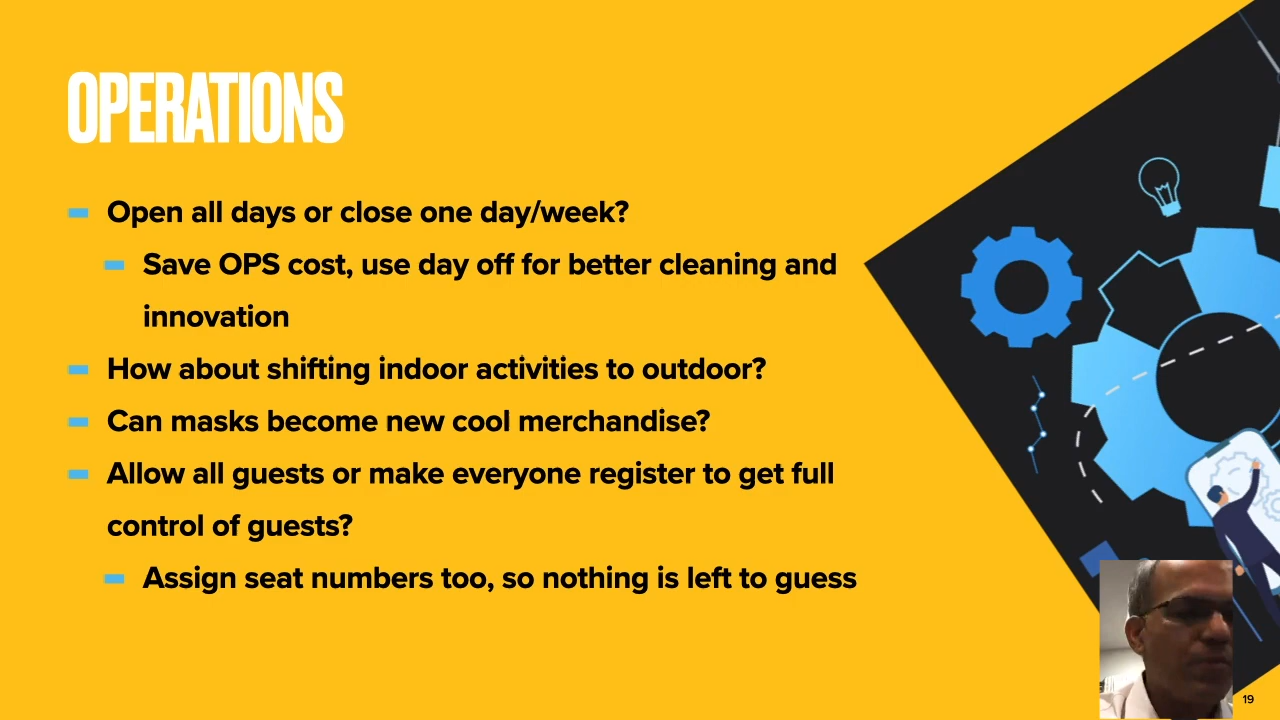 OPERATIONS
Open all days or close one day/week?
Save OPS cost, use day off for better cleaning and
innovation
How about shifting indoor activities to outdoor?
Can masks become new cool merchandise?
Allow all guests or make everyone register to get full
control of guests?
Assign seat numbers too, so nothing is left to guess
19